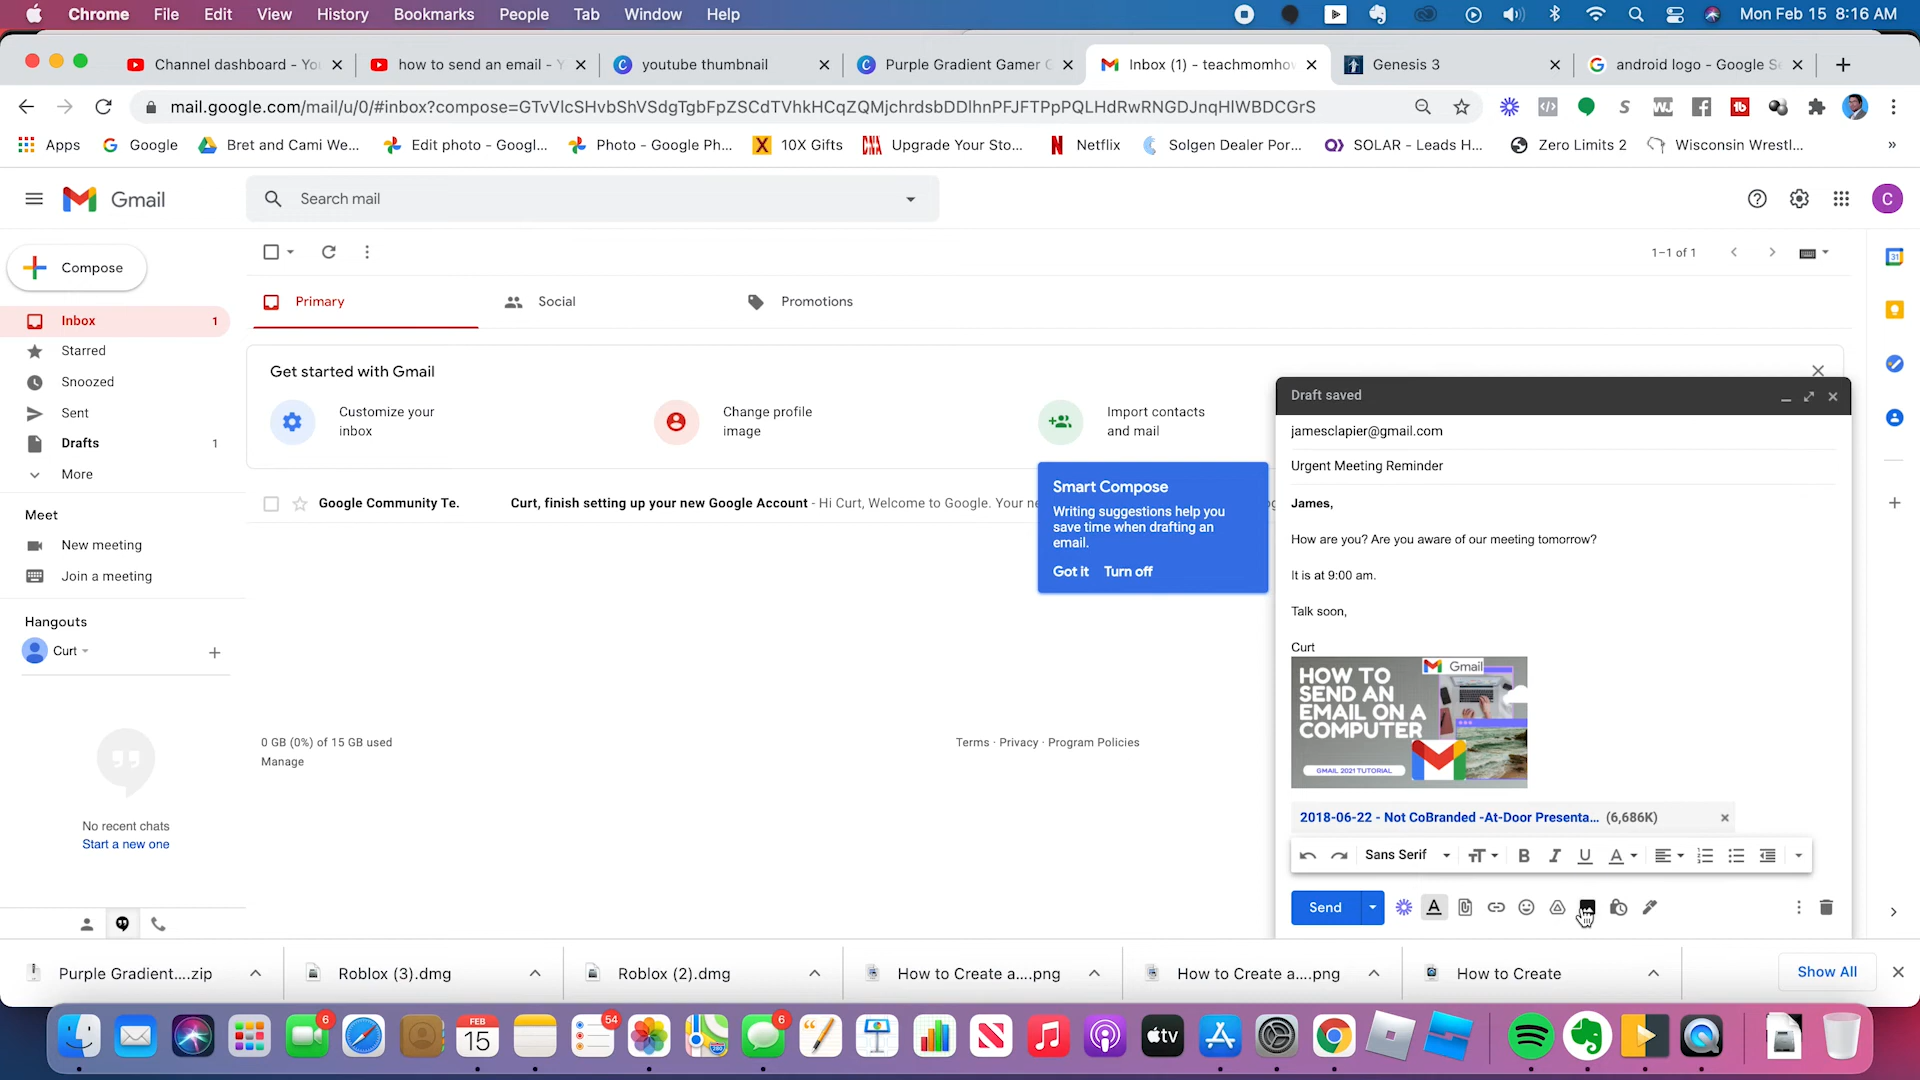 Chrome File Edit View History Bookmarks People Tab Window Help Mon Feb 15 8:16 AM
Channel dashboard - You how to send an email - Y youtube thumbnail Purple Gradient Gamer C Inbox (1) - teachmomhow Genesis 3 android logo - Google Se
mail.google.com/mail/u/0/#inbox?compose=GTvVlcSHvbShVSdgTgbFpZSCdTVhkHCqZQMjchrdsbDDlhnPFJFTPpPQLHdRwRNGDJnqHlWBDCGrS
Apps Google Bret and Cami We... Edit photo - Googl... Photo - Google Ph... 10X Gifts Upgrade Your Sto... Netflix Solgen Dealer Por... SOLAR - Leads H... Zero Limits 2 Wisconsin Wrestl... »
Gmail Search mail C
Compose
1–1 of 1
Primary Social Promotions
Inbox 1
Starred
Snoozed
Sent
Drafts 1
More
Meet
New meeting
Join a meeting
Hangouts
Curt
No recent chats
Start a new one
Get started with Gmail
Customize your
inbox
Change profile
image
Import contacts
and mail
Google Community Te. Curt, finish setting up your new Google Account - Hi Curt, Welcome to Google. Your ne
Smart Compose
Writing suggestions help you
save time when drafting an
email.
Got it Turn off
0 GB (0%) of 15 GB used
Manage
Terms · Privacy · Program Policies
Draft saved
jamesclapier@gmail.com
Urgent Meeting Reminder
James,
How are you? Are you aware of our meeting tomorrow?
It is at 9:00 am.
Talk soon,
Curt
Gmail
HOW TO
SEND AN
EMAIL ON A
COMPUTER
GMAIL 2021 TUTORIAL
2018-06-22 - Not CoBranded -At-Door Presenta... (6,686K)
Sans Serif
Send
Purple Gradient....zip Roblox (3).dmg Roblox (2).dmg How to Create a....png How to Create a....png How to Create Show All
6 FEB 15 54 6 tv